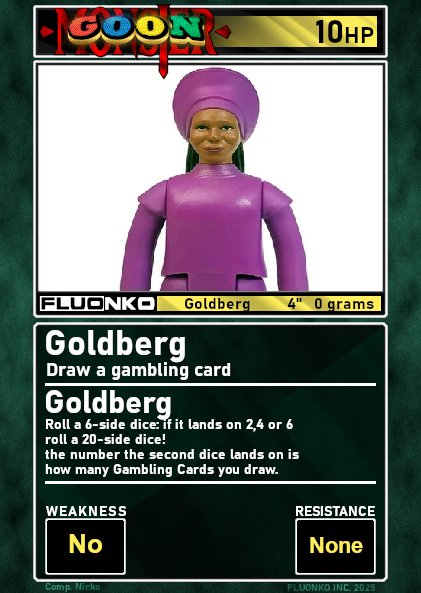 GOON
MONSTER
10HP
FLUONKO
Goldberg 4" 0 grams
Goldberg
Draw a gambling card
Goldberg
Roll a 6-side dice: if it lands on 2,4 or 6
roll a 20-side dice!
the number the second dice lands on is
how many Gambling Cards you draw.
WEAKNESS RESISTANCE
No None
Comp. Nicko FLUONKO INC. 2025